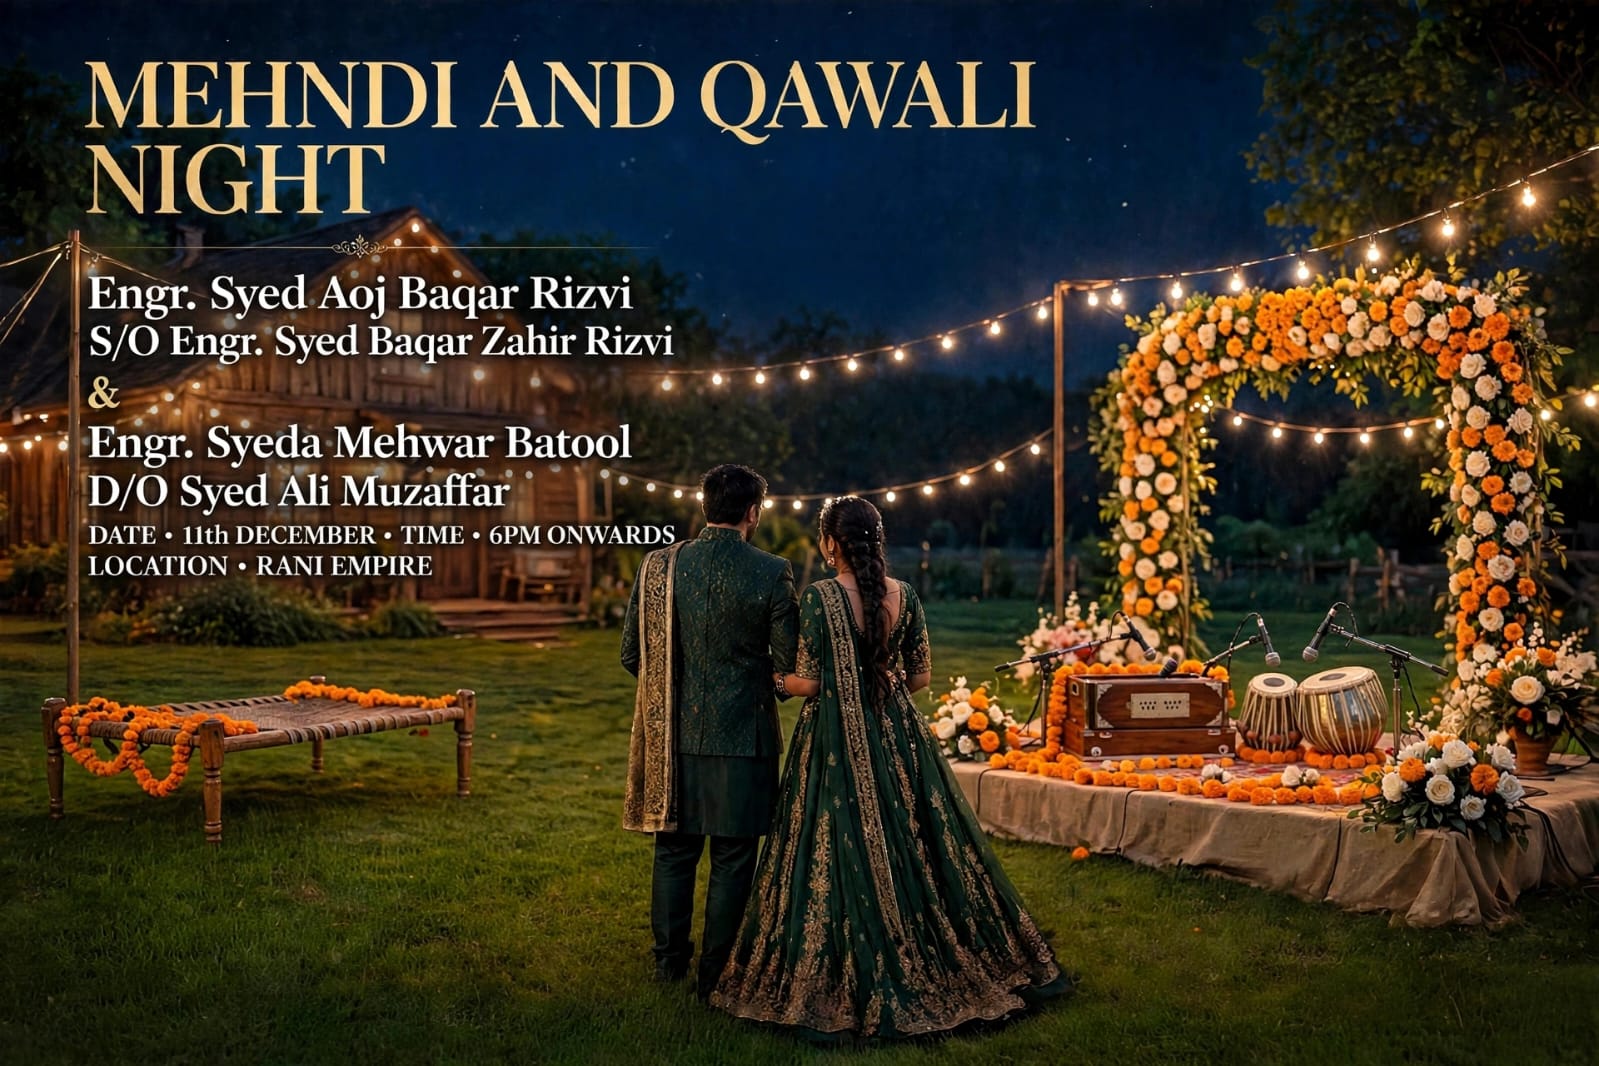 MEHNDI AND QAWALI
NIGHT
Engr. Syed Aoj Baqar Rizvi
S/O Engr. Syed Baqar Zahir Rizvi
&
Engr. Syeda Mehwar Batool
D/O Syed Ali Muzaffar
DATE • 11th DECEMBER • TIME • 6PM ONWARDS
LOCATION • RANI EMPIRE